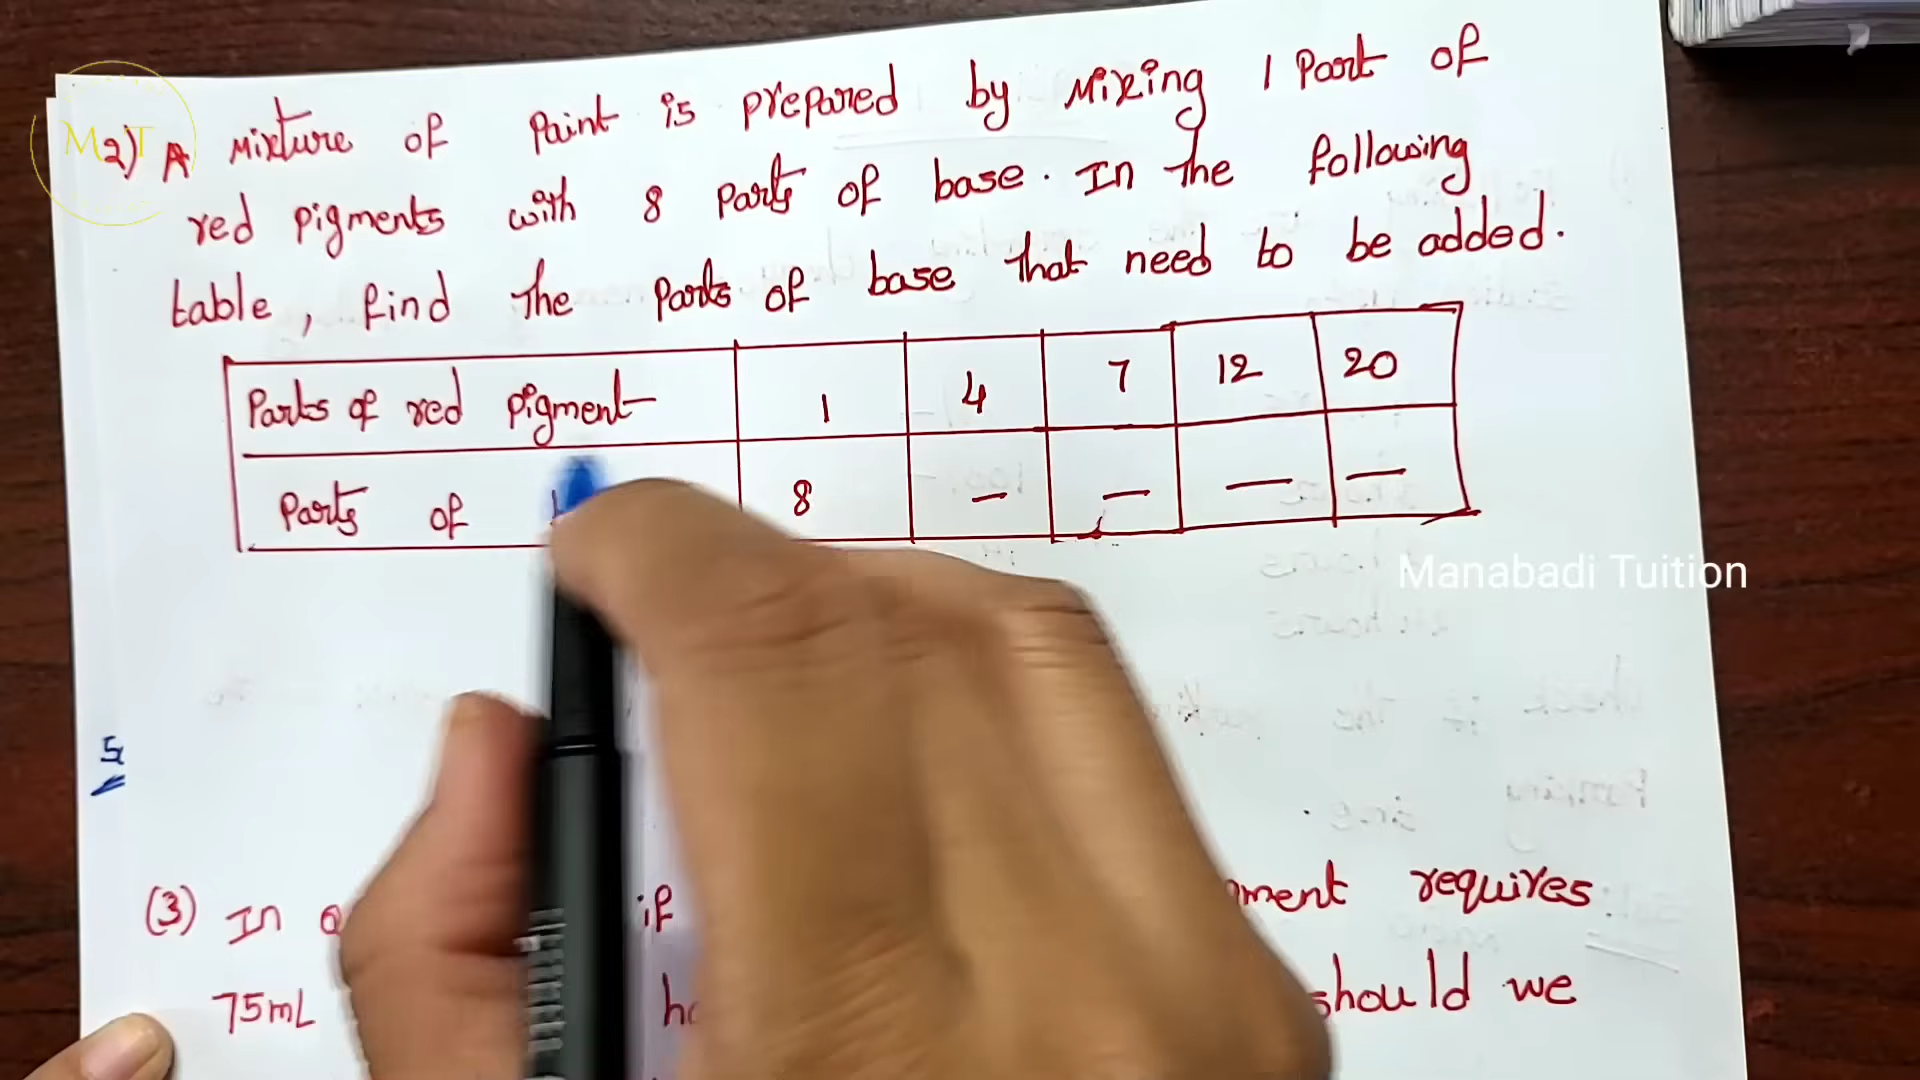 MJT
2) A Mixture of Paint is prepared by Mixing 1 Part of
red pigments with 8 parts of base. In the following
table, find the parts of base that need to be added.
Parts of red pigment 1 4 7 12 20
Parts of 8 — — — —
Manabadi Tuition
(3) In if requires
75mL should we